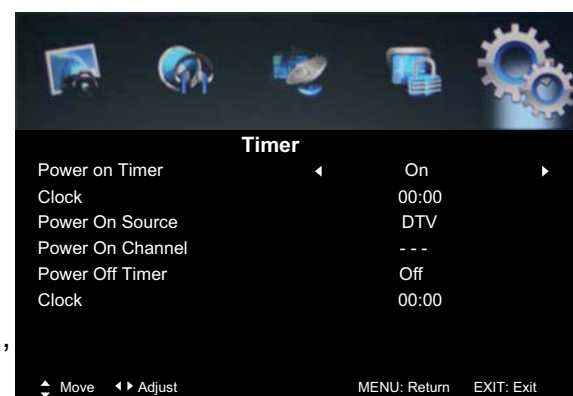 Timer
Power on Timer On
Clock 00:00
Power On Source DTV
Power On Channel - - -
Power Off Timer Off
Clock 00:00
,
Move Adjust MENU: Return EXIT: Exit